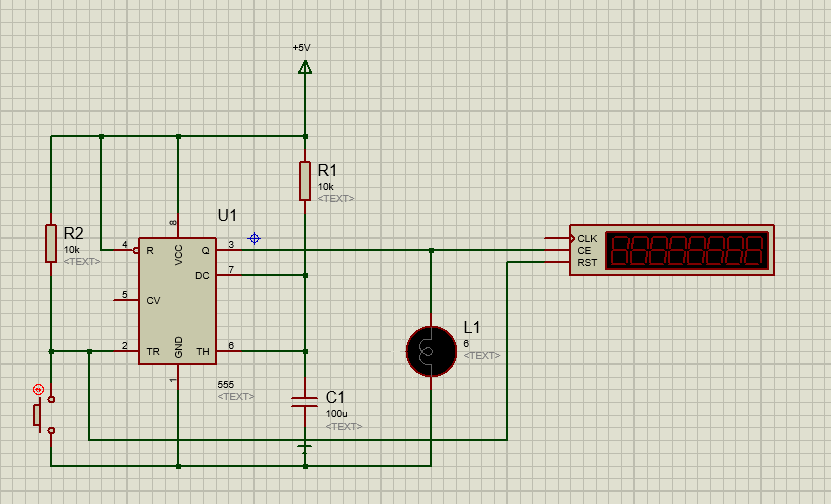 +5V
R1
10k
<TEXT>
U1
R2
10k
<TEXT>
8
4
R
VCC
Q
3
DC
7
5
CV
2
TR
GND
TH
6
1
555
<TEXT>
CLK
CE
RST
L1
6
<TEXT>
C1
100u
<TEXT>